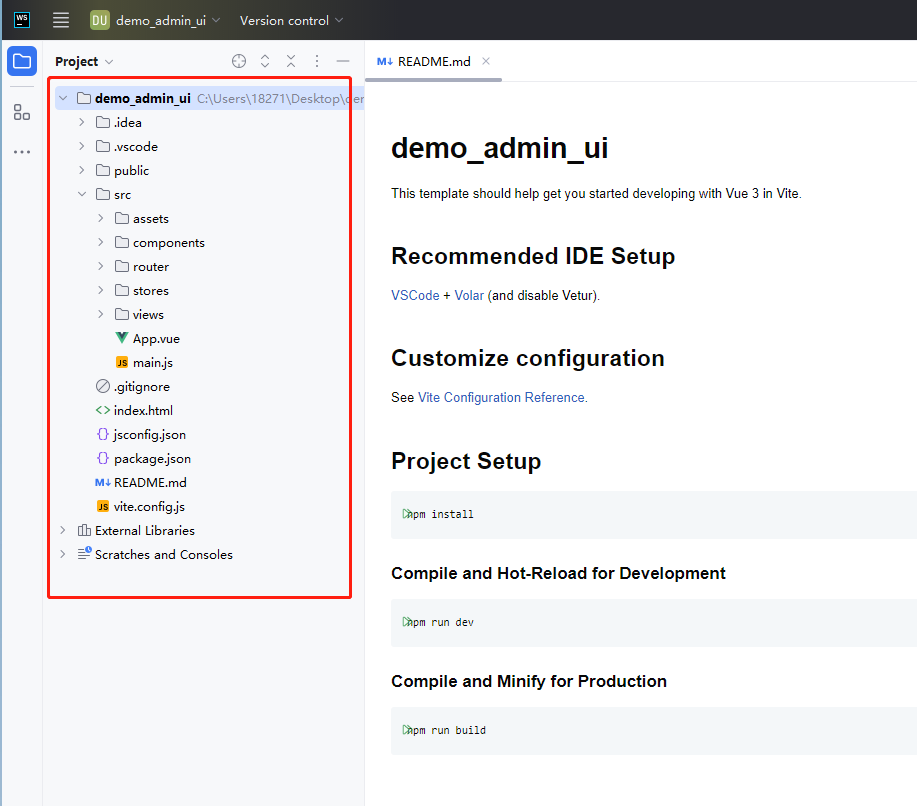 WS
DU demo_admin_ui Version control
Project
M↓ README.md
demo_admin_ui C:\Users\18271\Desktop\der
.idea
.vscode
public
src
assets
components
router
stores
views
App.vue
JS main.js
.gitignore
<> index.html
{} jsconfig.json
{} package.json
M↓ README.md
JS vite.config.js
External Libraries
Scratches and Consoles
demo_admin_ui
This template should help get you started developing with Vue 3 in Vite.
Recommended IDE Setup
VSCode + Volar (and disable Vetur).
Customize configuration
See Vite Configuration Reference.
Project Setup
npm install
Compile and Hot-Reload for Development
npm run dev
Compile and Minify for Production
npm run build